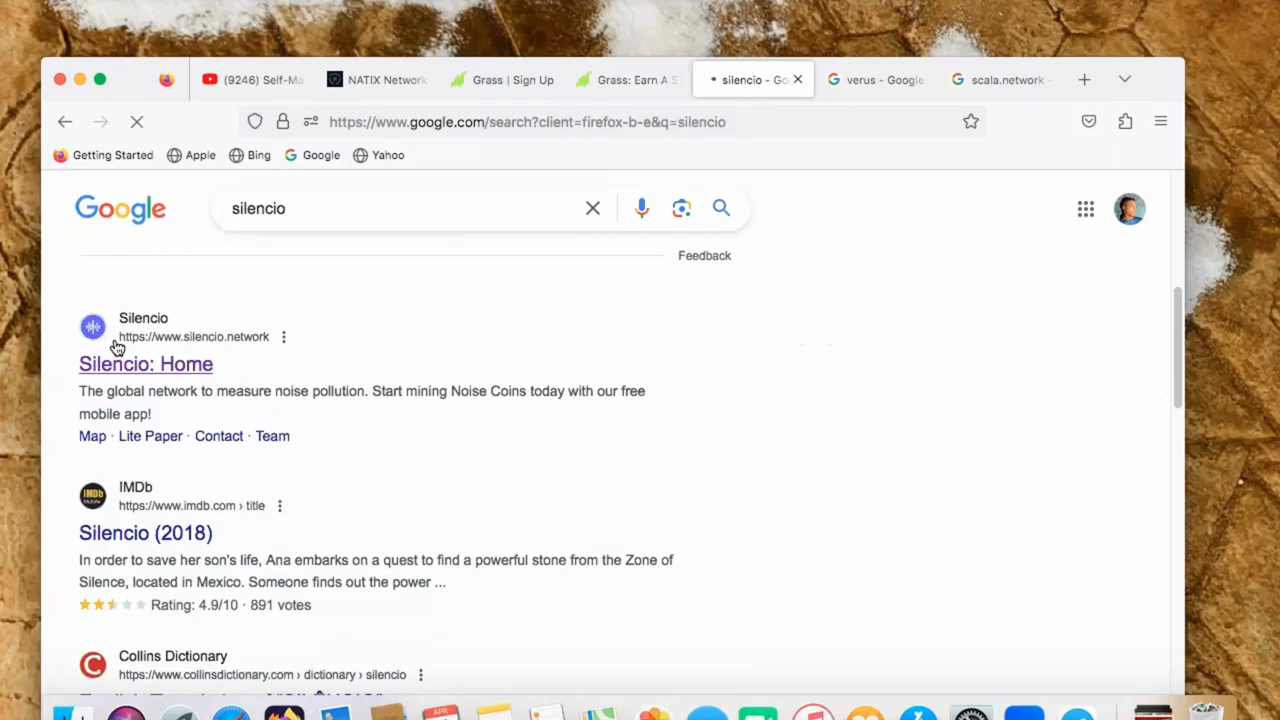 (9246) Self-Ma
NATIX Network
Grass | Sign Up
Grass: Earn A S
silencio - Go
verus - Google
scala.network -
https://www.google.com/search?client=firefox-b-e&q=silencio
Getting Started
Apple
Bing
Google
Yahoo
Google
silencio
Feedback
Silencio
https://www.silencio.network
Silencio: Home
The global network to measure noise pollution. Start mining Noise Coins today with our free
mobile app!
Map · Lite Paper · Contact · Team
IMDb
IMDb
Mobile
https://www.imdb.com › title
Silencio (2018)
In order to save her son's life, Ana embarks on a quest to find a powerful stone from the Zone of
Silence, located in Mexico. Someone finds out the power ...
Rating: 4.9/10 · 891 votes
C
Collins Dictionary
https://www.collinsdictionary.com › dictionary › silencio
APR